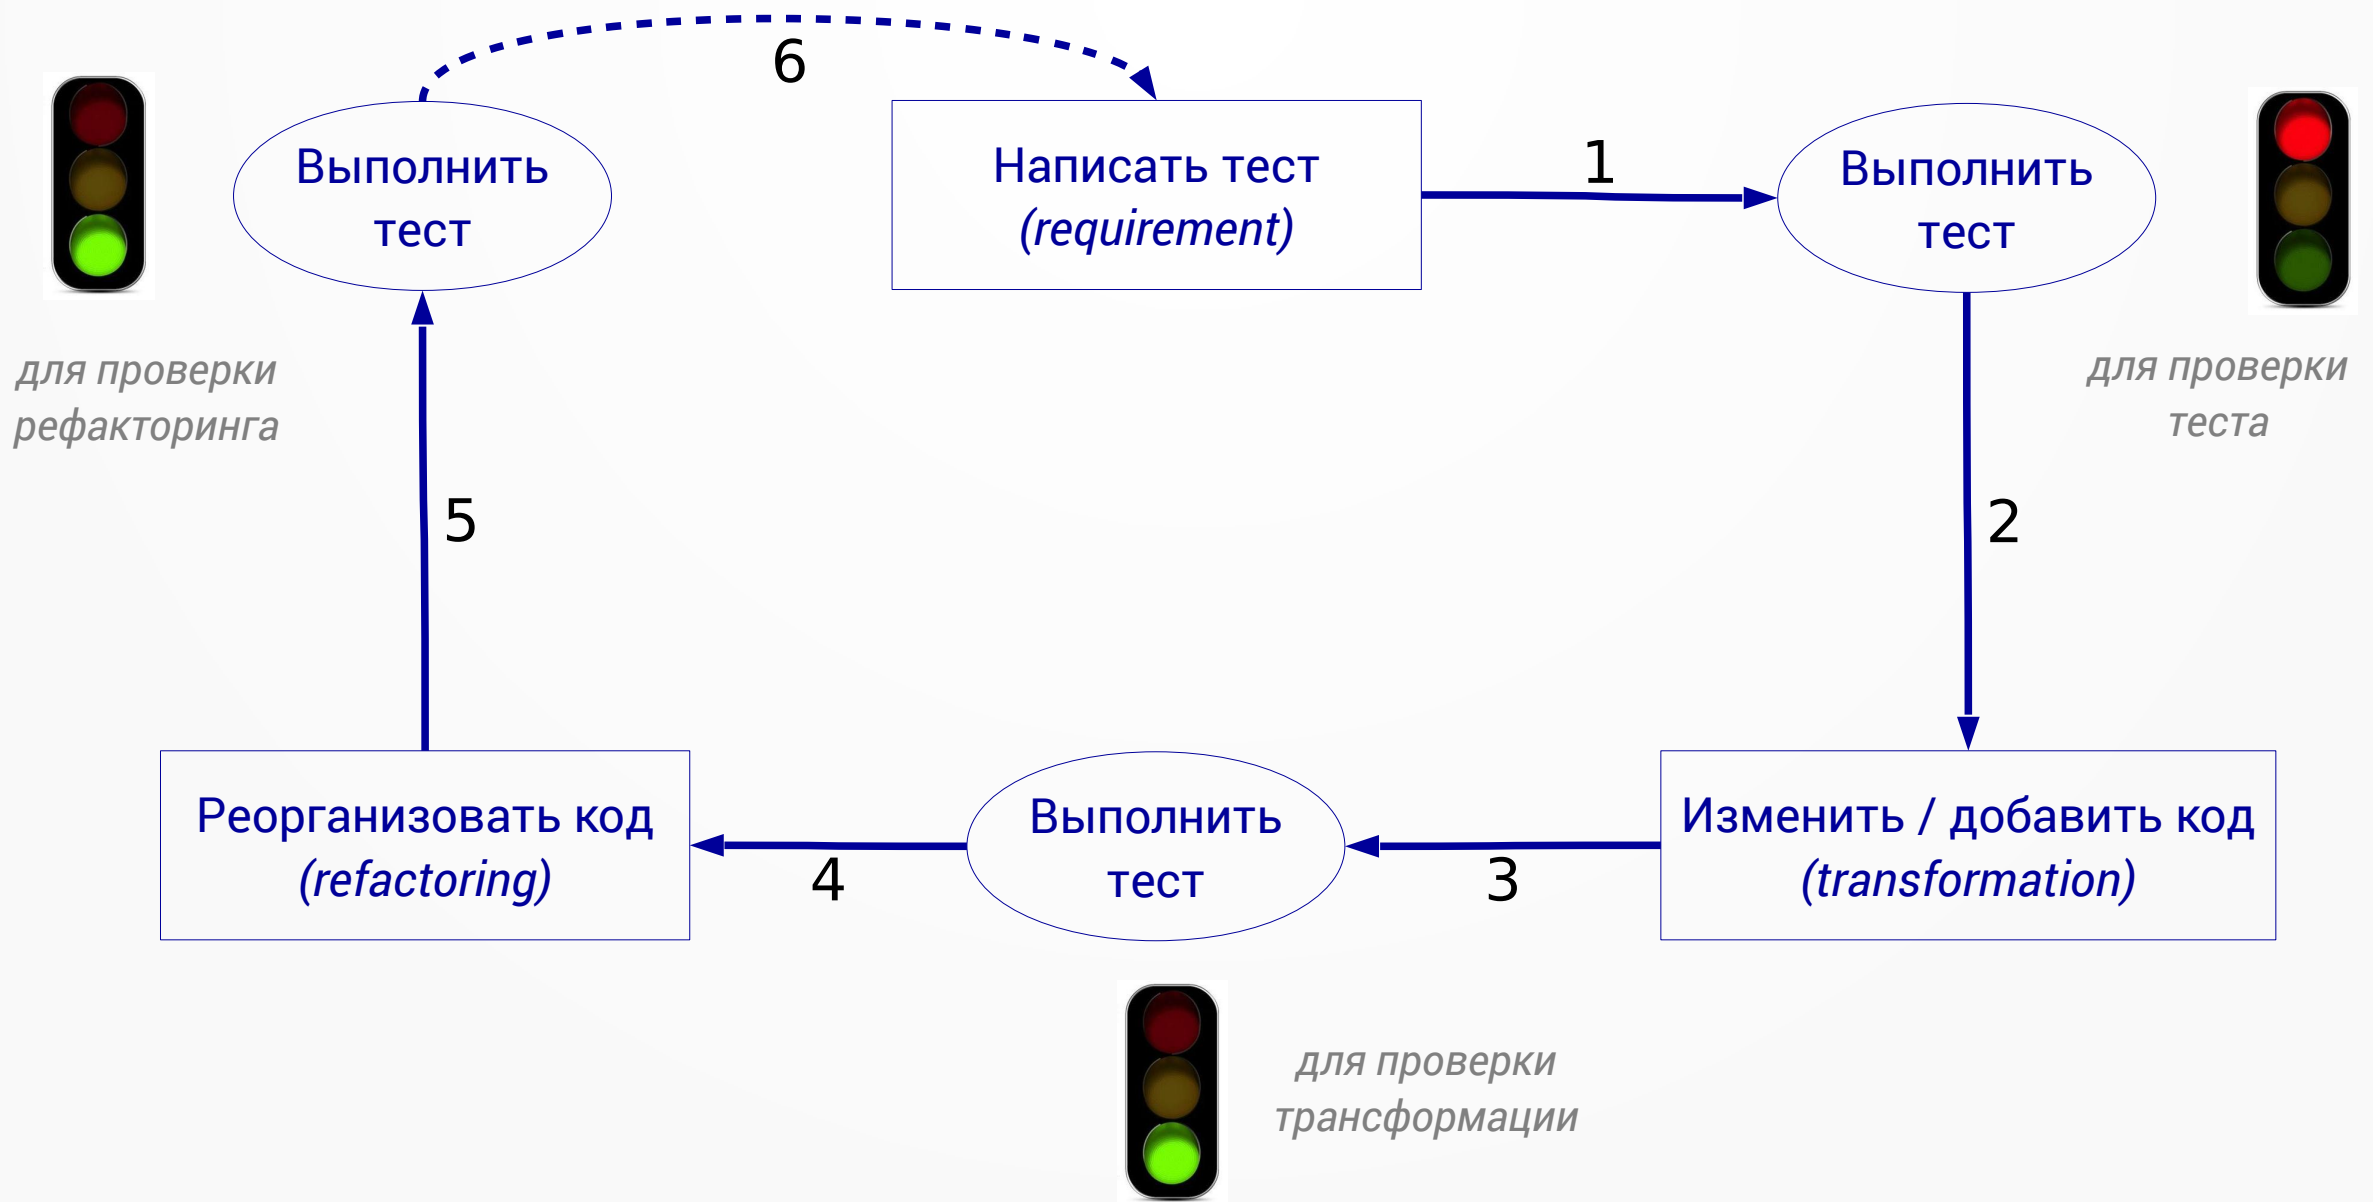 6
Выполнить
тест
Написать тест
(requirement)
1
Выполнить
тест
для проверки
рефакторинга
для проверки
теста
5
2
Реорганизовать код
(refactoring)
4
Выполнить
тест
3
Изменить / добавить код
(transformation)
для проверки
трансформации